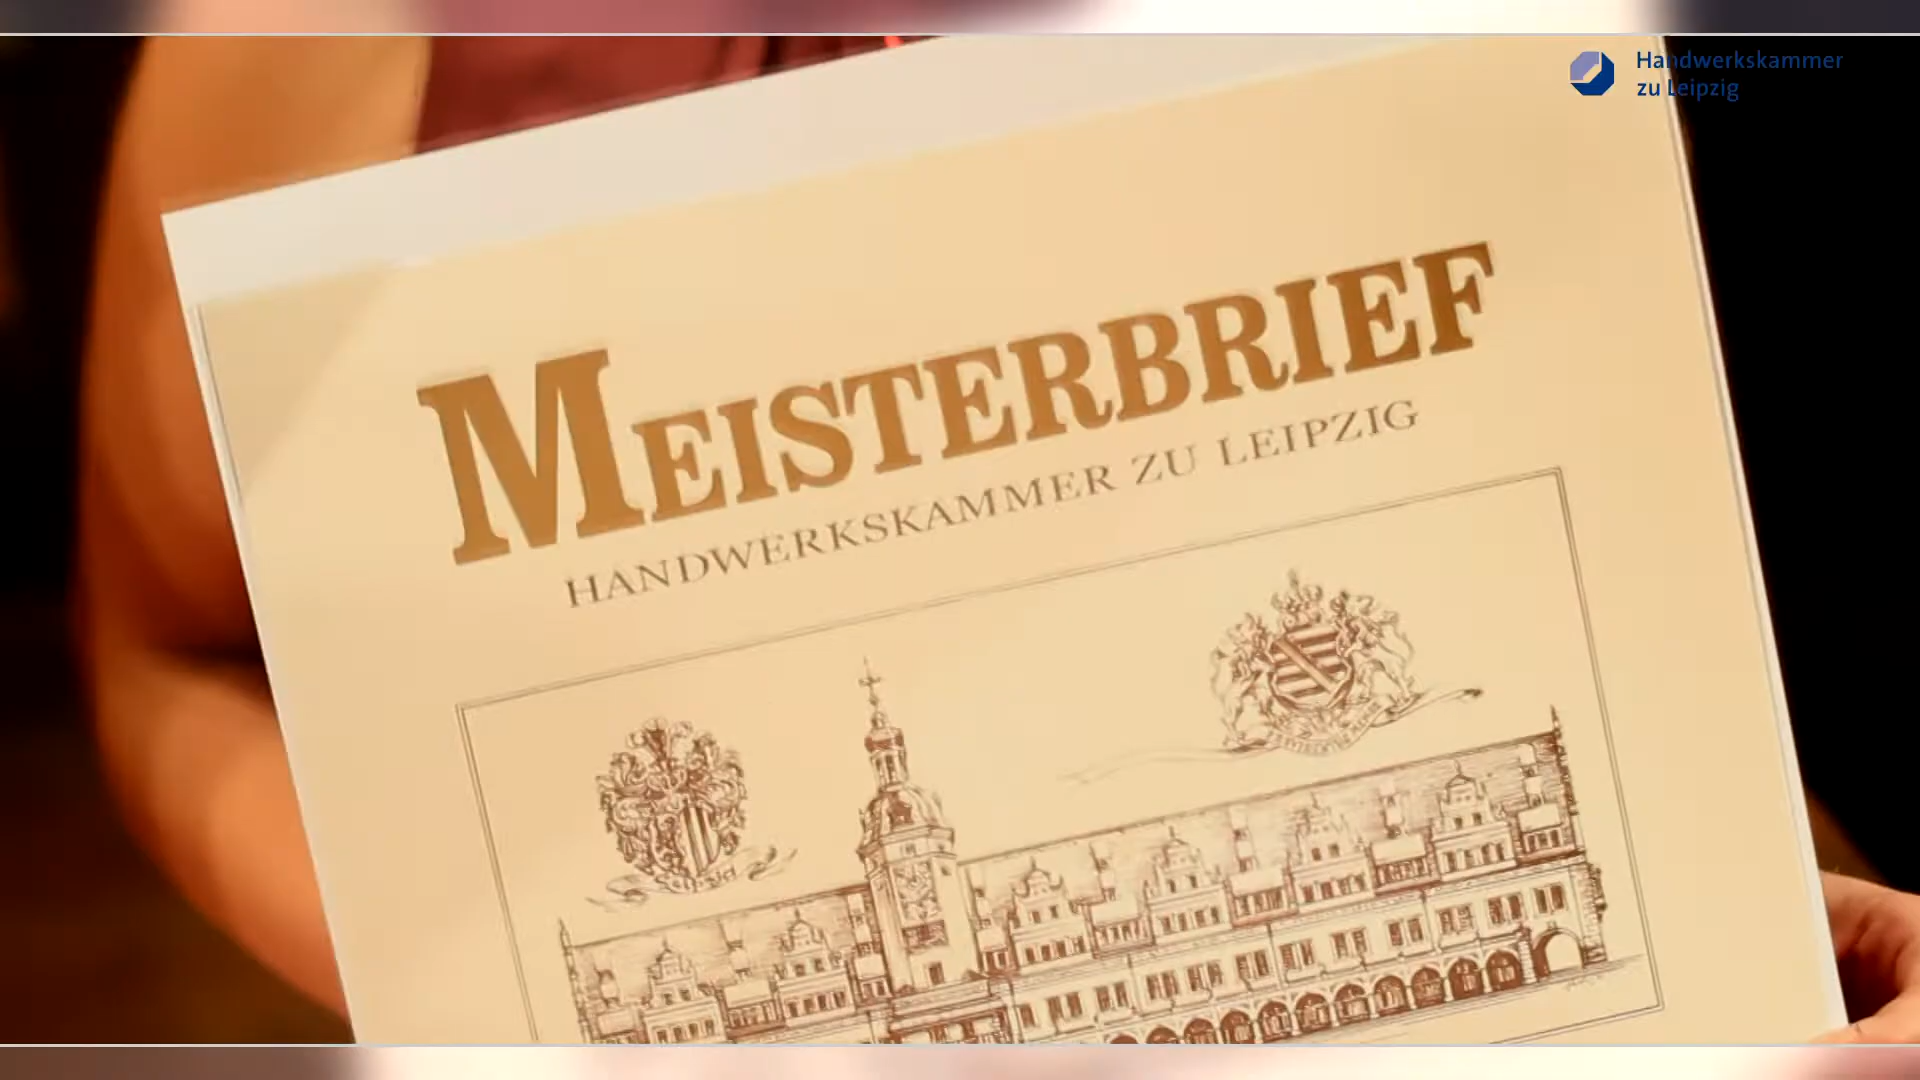 Handwerkskammer
zu Leipzig
MEISTERBRIEF
HANDWERKSKAMMER ZU LEIPZIG